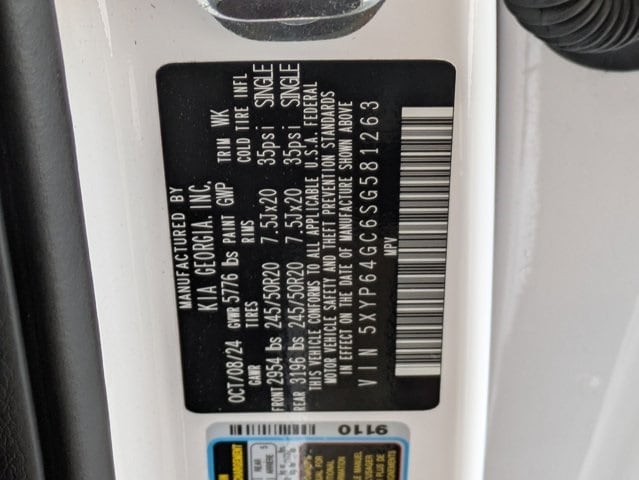 MANUFACTURED BY
KIA GEORGIA. INC.
OCT/08/24 GVWR 5776 lbs PAINT GWP TRIM WK
GAWR TIRES RIMS COLD TIRE INFL
FRONT 2954 lbs 245/50R20 7.5Jx20 35psi SINGLE
REAR 3196 lbs 245/50R20 7.5Jx20 35psi SINGLE
THIS VEHICLE CONFORMS TO ALL APPLICABLE U.S.A. FEDERAL
MOTOR VEHICLE SAFETY AND THEFT PREVENTION STANDARDS
IN EFFECT ON THE DATE OF MANUFACTURE SHOWN ABOVE
VIN 5XYP64GC6SG581263
MPV
9110
REAR
ARRIÈRE